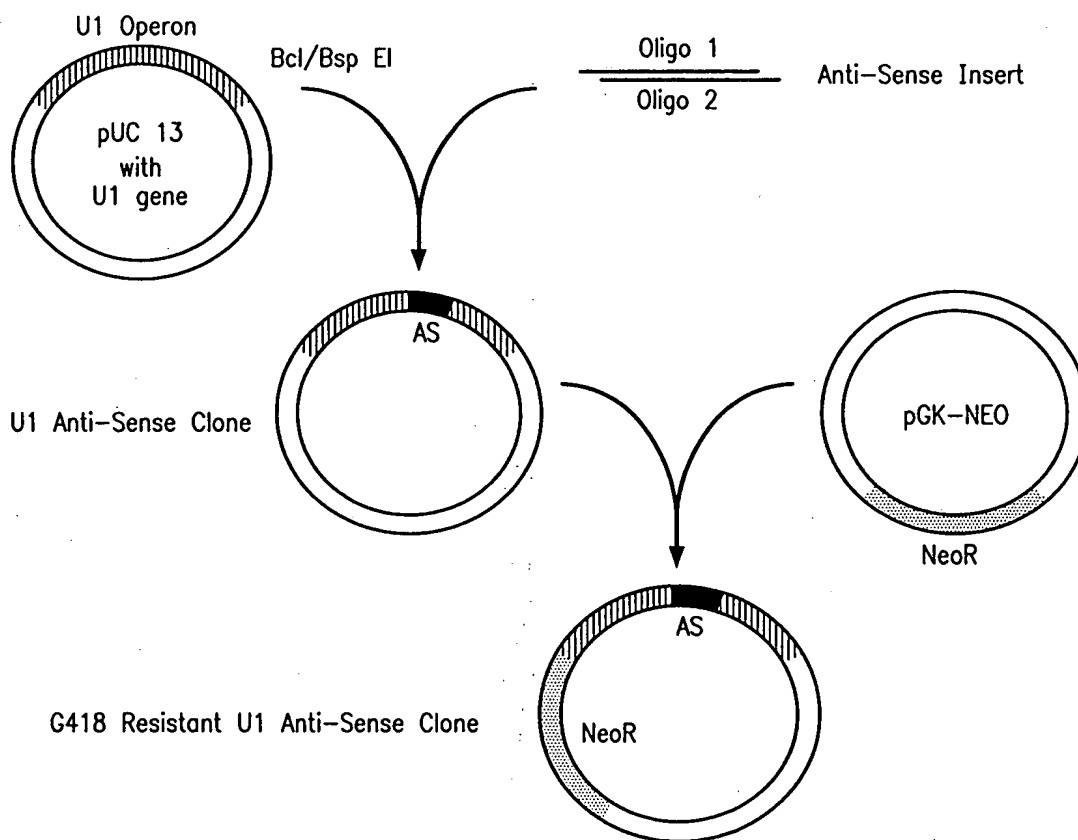 U1 Operon
Bcl/Bsp EI
Oligo 1
Oligo 2
Anti-Sense Insert
pUC 13
with
U1 gene
AS
U1 Anti-Sense Clone
pGK-NEO
NeoR
AS
G418 Resistant U1 Anti-Sense Clone
NeoR